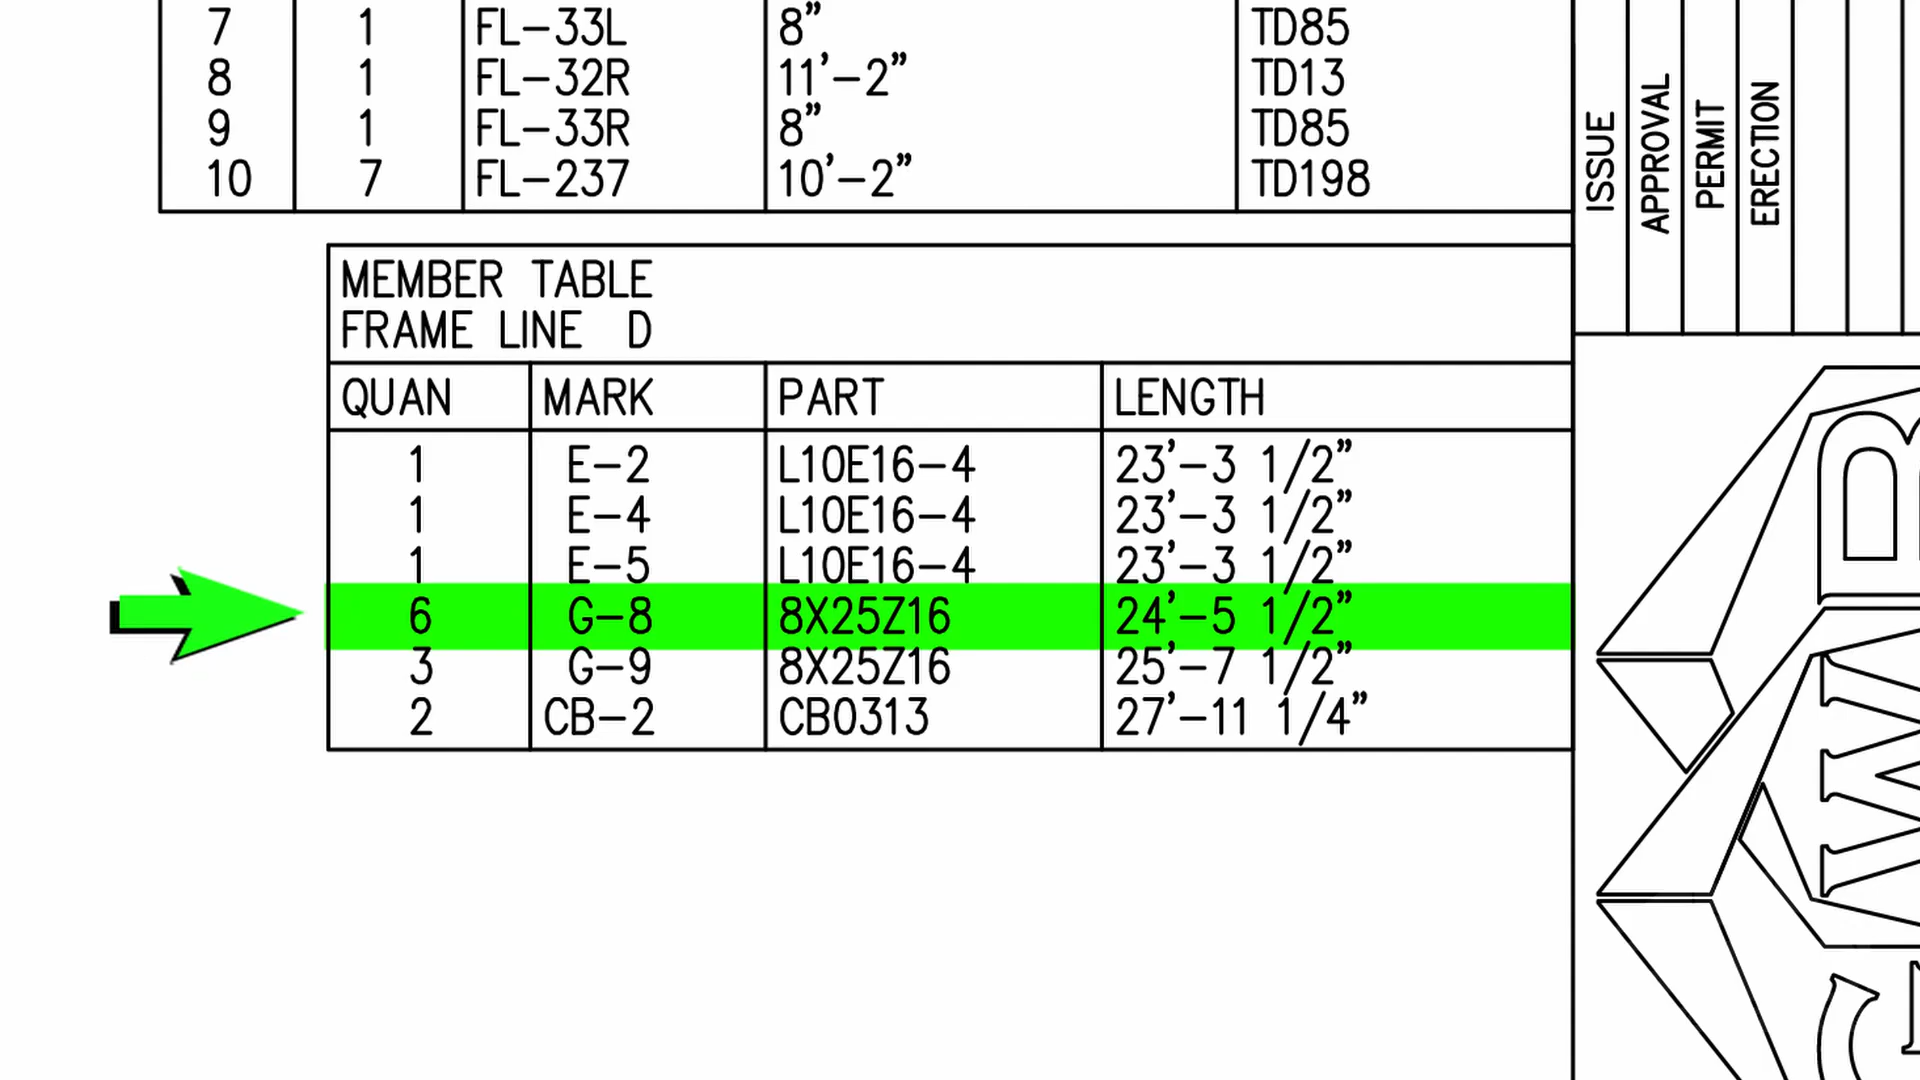 7 1 FL-33L 8” TD85
8 1 FL-32R 11’-2” TD13
9 1 FL-33R 8” TD85
10 7 FL-237 10’-2” TD198
MEMBER TABLE
FRAME LINE D
QUAN MARK PART LENGTH
1 E-2 L10E16-4 23’-3 1/2”
1 E-4 L10E16-4 23’-3 1/2”
1 E-5 L10E16-4 23’-3 1/2”
6 G-8 8X25Z16 24’-5 1/2”
3 G-9 8X25Z16 25’-7 1/2”
2 CB-2 CB0313 27’-11 1/4”
ISSUE
APPROVAL
PERMIT
ERECTION